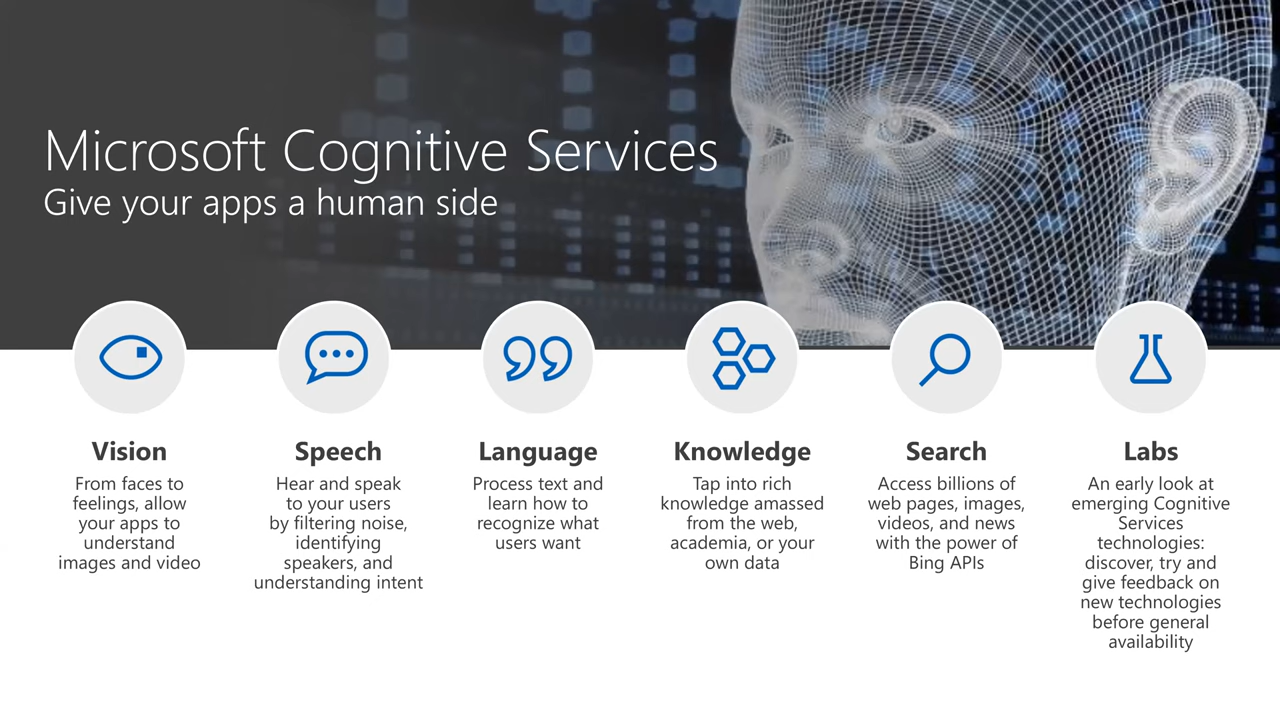 Microsoft Cognitive Services
Give your apps a human side
Vision
From faces to
feelings, allow
your apps to
understand
images and video
Speech
Hear and speak
to your users
by filtering noise,
identifying
speakers, and
understanding intent
Language
Process text and
learn how to
recognize what
users want
Knowledge
Tap into rich
knowledge amassed
from the web,
academia, or your
own data
Search
Access billions of
web pages, images,
videos, and news
with the power of
Bing APIs
Labs
An early look at
emerging Cognitive
Services
technologies:
discover, try and
give feedback on
new technologies
before general
availability